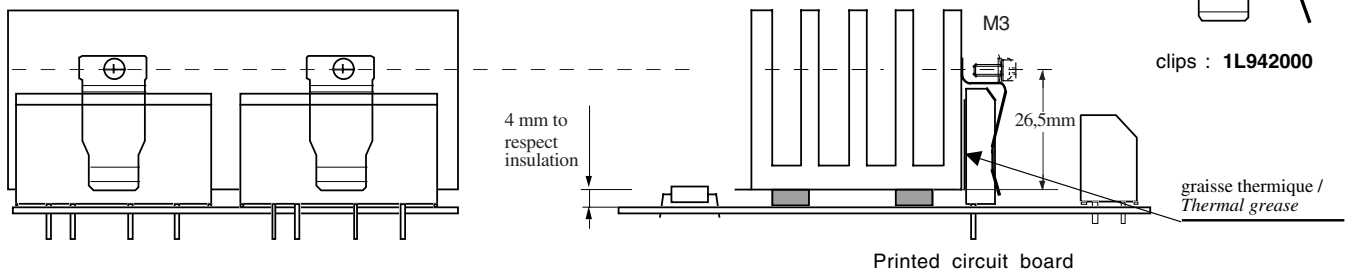 M3
clips : 1L942000
4 mm to
respect
insulation
26,5mm
graisse thermique /
Thermal grease
Printed circuit board